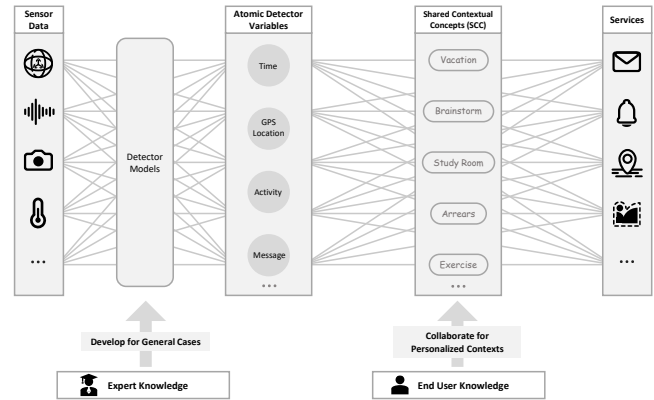 Sensor
Data
Atomic Detector
Variables
Shared Contextual
Concepts (SCC)
Services
Detector
Models
Time
GPS
Location
Activity
Message
...
Vacation
Brainstorm
Study Room
Arrears
Exercise
...
...
...
Develop for General Cases
Collaborate for
Personalized Contexts
Expert Knowledge
End User Knowledge